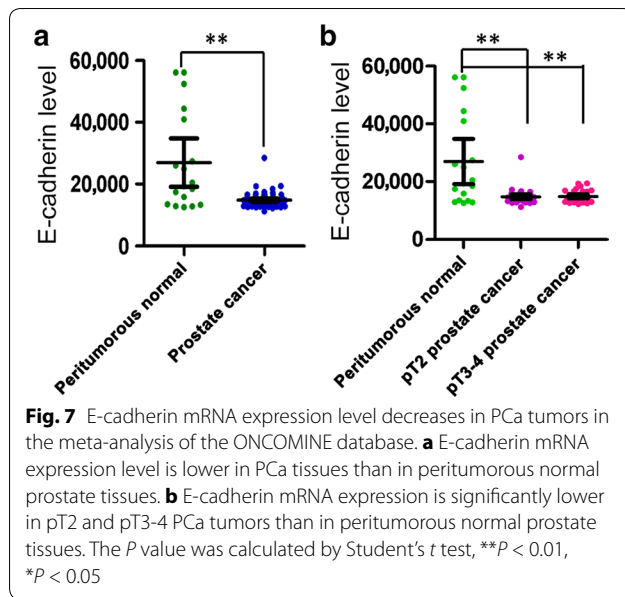 a
b
**
**
**
60,000
40,000
20,000
0
E-cadherin level
Peritumorous normal
Prostate cancer
60,000
40,000
20,000
0
E-cadherin level
Peritumorous normal
pT2 prostate cancer
pT3-4 prostate cancer
Fig. 7 E-cadherin mRNA expression level decreases in PCa tumors in
the meta-analysis of the ONCOMINE database. a E-cadherin mRNA
expression level is lower in PCa tissues than in peritumorous normal
prostate tissues. b E-cadherin mRNA expression is significantly lower
in pT2 and pT3-4 PCa tumors than in peritumorous normal prostate
tissues. The P value was calculated by Student’s t test, **P < 0.01,
*P < 0.05